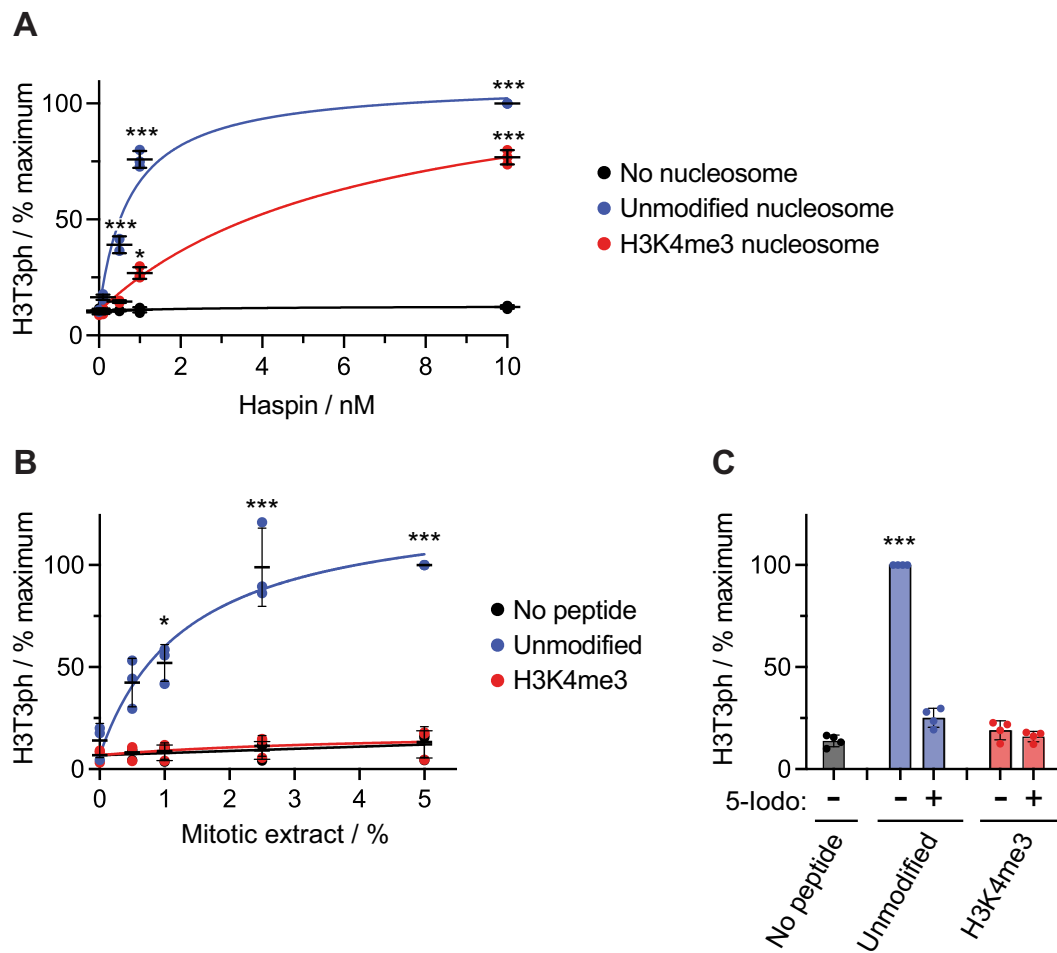 A
H3T3ph / % maximum
100
50
0
***
***
*
***
***
0 2 4 6 8 10
Haspin / nM
No nucleosome
Unmodified nucleosome
H3K4me3 nucleosome
B
H3T3ph / % maximum
100
50
0
*
***
***
0 1 2 3 4 5
Mitotic extract / %
No peptide
Unmodified
H3K4me3
C
H3T3ph / % maximum
100
50
0
***
5-Iodo: - - + - +
No peptide
Unmodified
H3K4me3